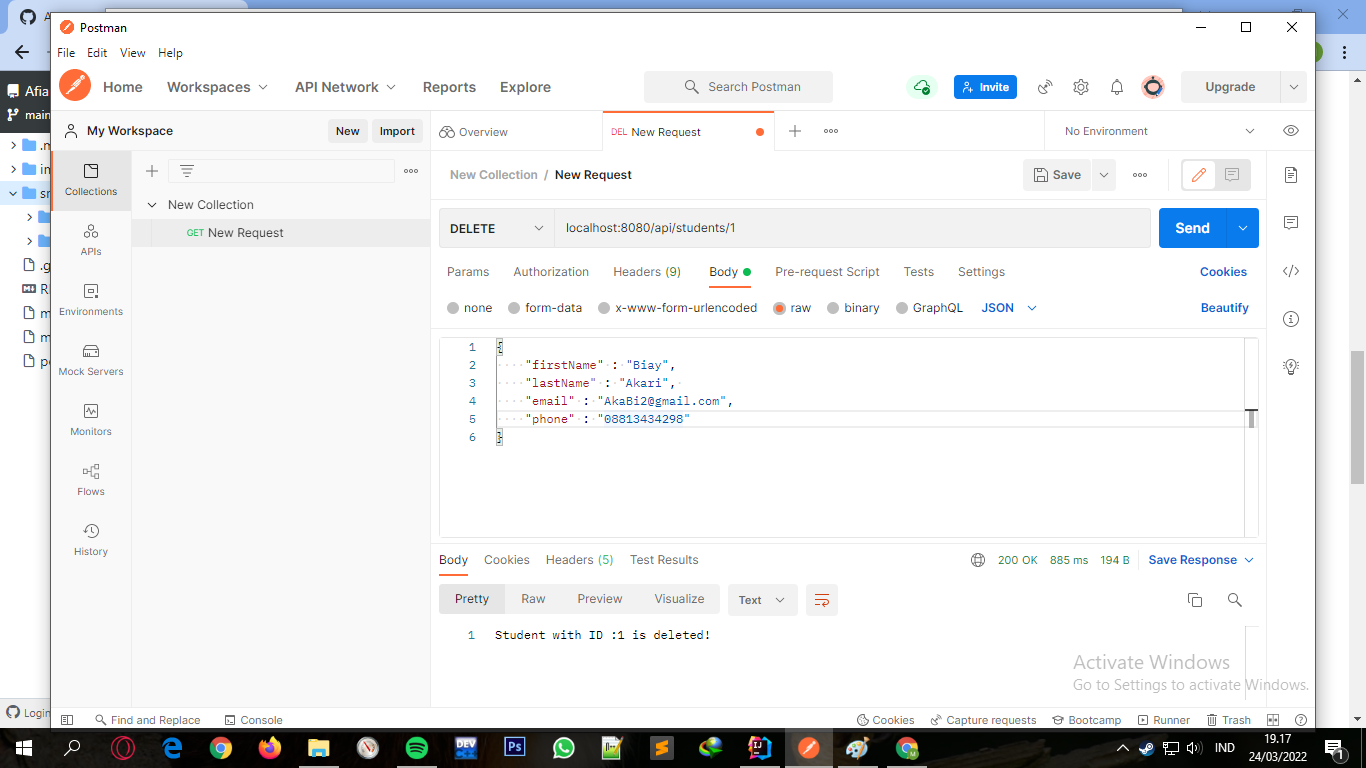 A
Postman
File Edit View Help
Home Workspaces API Network Reports Explore Search Postman Invite Upgrade
Afia
main
My Workspace New Import
Overview DEL New Request No Environment
.m
Collections
New Collection / New Request Save
sr
New Collection
DELETE localhost:8080/api/students/1 Send
GET New Request
APIs
Params Authorization Headers (9) Body Pre-request Script Tests Settings Cookies
.g
R
m
m
Environments
none form-data x-www-form-urlencoded raw binary GraphQL JSON Beautify
Mock Servers
Monitors
Flows
History
1 {
2 "firstName" : "Biay",
3 "lastName" : "Akari",
4 "email" : "AkaBi2@gmail.com",
5 "phone" : "08813434298"
6 }
Body Cookies Headers (5) Test Results 200 OK 885 ms 194 B Save Response
Pretty Raw Preview Visualize Text
1 Student with ID :1 is deleted!
Activate Windows
Go to Settings to activate Windows.
Login
Find and Replace Console Cookies Capture requests Bootcamp Runner Trash
DEV
Ps
IND
19.17
24/03/2022
1